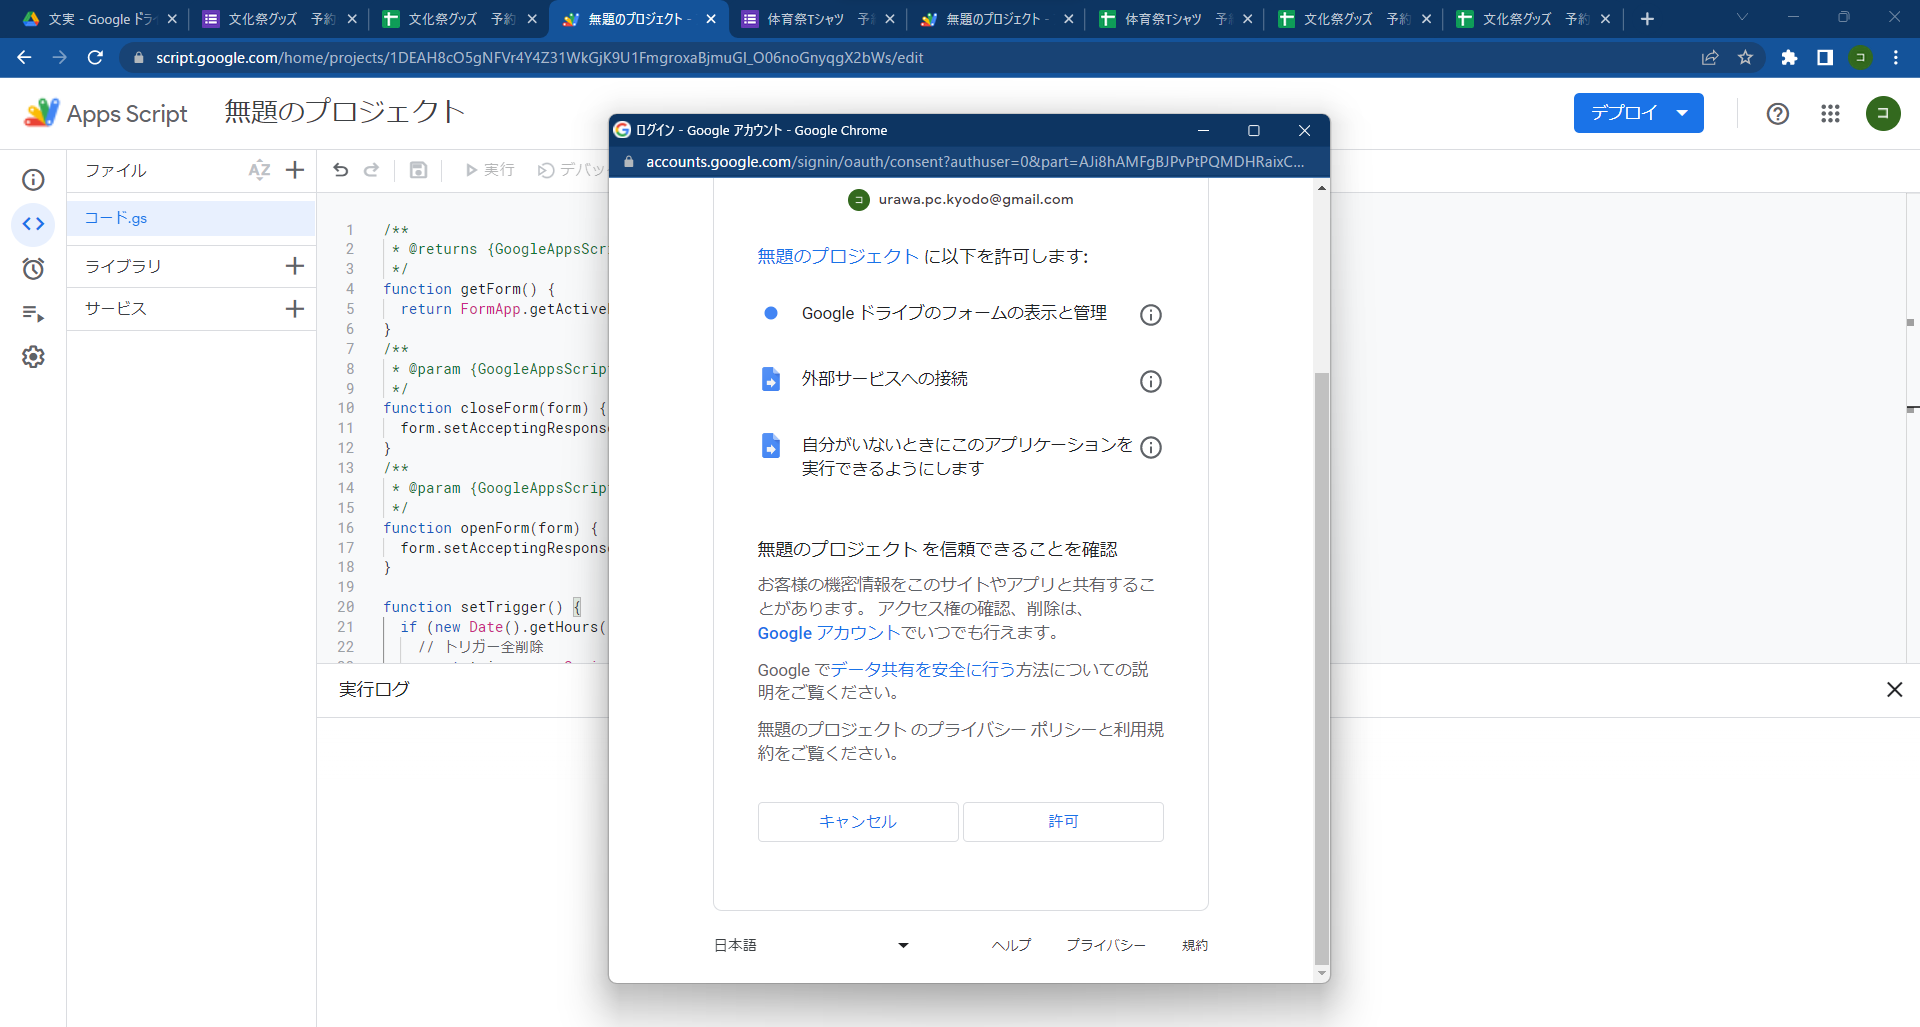 文実 - Google ドラ
文化祭グッズ 予約
文化祭グッズ 予約
無題のプロジェクト -
体育祭Tシャツ 予
無題のプロジェクト -
体育祭Tシャツ 予
文化祭グッズ 予約
文化祭グッズ 予約
script.google.com/home/projects/1DEAH8cO5gNFVr4Y4Z31WkGjK9U1FmgroxaBjmuGI_O06noGnyqgX2bWs/edit
コ
Apps Script
無題のプロジェクト
デプロイ
コ
ファイル
AZ
実行
デバッ
コード.gs
ライブラリ
サービス
1 /**
2 * @returns {GoogleAppsScr
3 */
4 function getForm() {
5 return FormApp.getActive
6 }
7 /**
8 * @param {GoogleAppsScrip
9 */
10 function closeForm(form) {
11 form.setAcceptingRespons
12 }
13 /**
14 * @param {GoogleAppsScrip
15 */
16 function openForm(form) {
17 form.setAcceptingRespons
18 }
19
20 function setTrigger() {
21 if (new Date().getHours(
22 // トリガー全削除
実行ログ
ログイン - Google アカウント - Google Chrome
accounts.google.com/signin/oauth/consent?authuser=0&part=AJi8hAMFgBJPvPtPQMDHRaixC...
コ urawa.pc.kyodo@gmail.com
無題のプロジェクト に以下を許可します:
Google ドライブのフォームの表示と管理
外部サービスへの接続
自分がいないときにこのアプリケーションを
実行できるようにします
無題のプロジェクト を信頼できることを確認
お客様の機密情報をこのサイトやアプリと共有するこ
とがあります。 アクセス権の確認、削除は、
Google アカウントでいつでも行えます。
Google でデータ共有を安全に行う方法についての説
明をご覧ください。
無題のプロジェクト のプライバシー ポリシーと利用規
約をご覧ください。
キャンセル
許可
日本語
ヘルプ
プライバシー
規約